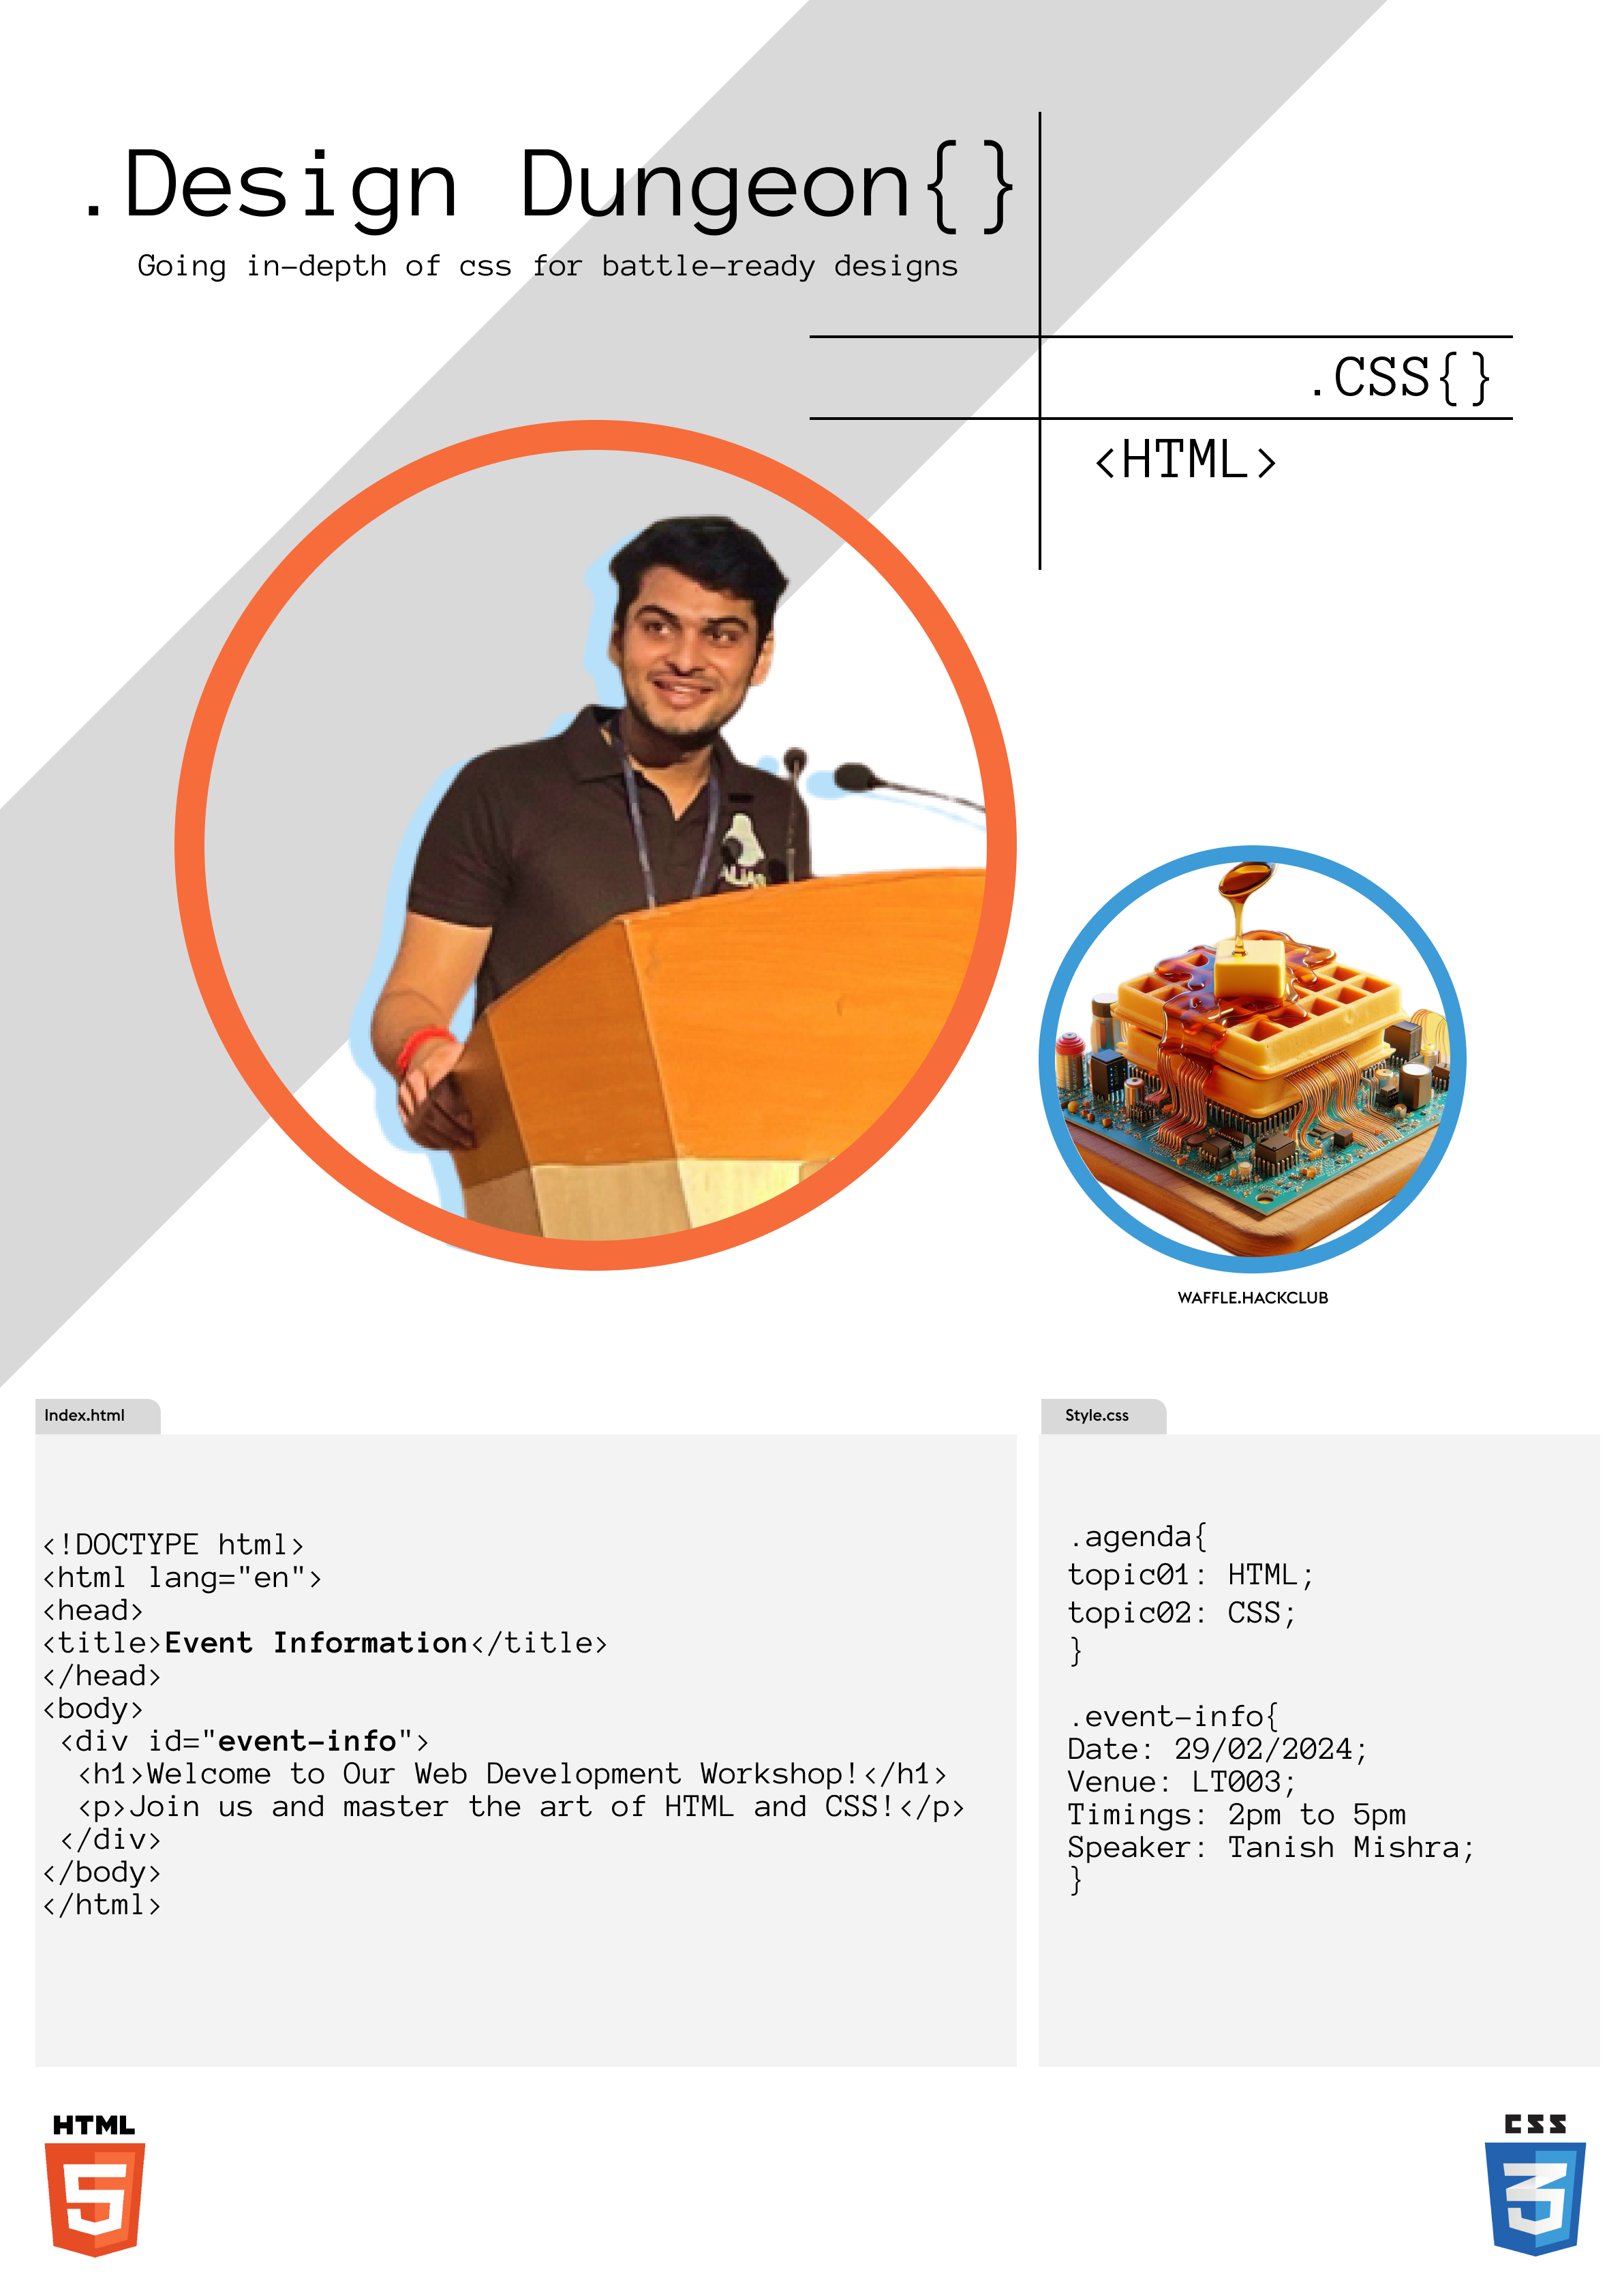 .Design Dungeon{}
Going in-depth of css for battle-ready designs
.CSS{}
<HTML>
WAFFLE.HACKCLUB
Index.html
<!DOCTYPE html>
<html lang="en">
<head>
<title>Event Information</title>
</head>
<body>
<div id="event-info">
<h1>Welcome to Our Web Development Workshop!</h1>
<p>Join us and master the art of HTML and CSS!</p>
</div>
</body>
</html>
Style.css
.agenda{
topic01: HTML;
topic02: CSS;
}
.event-info{
Date: 29/02/2024;
Venue: LT003;
Timings: 2pm to 5pm
Speaker: Tanish Mishra;
}
HTML
5
CSS
3